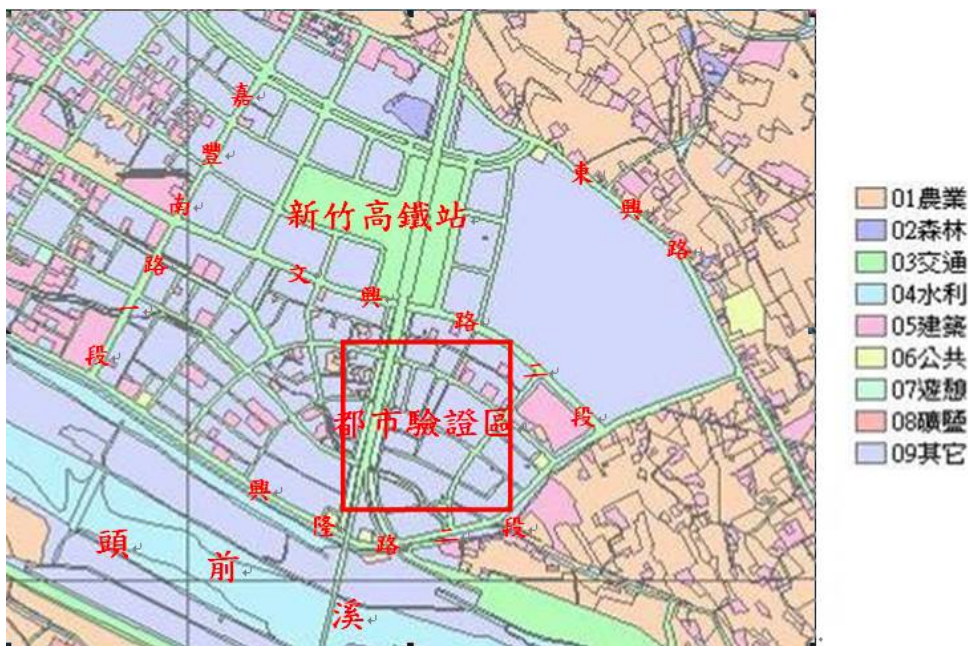 嘉豐南路一段
東興路
新竹高鐵站
文興路二段
都市驗證區
興隆路二段
頭前溪
01農業
02森林
03交通
04水利
05建築
06公共
07遊憩
08礦鹽
09其它